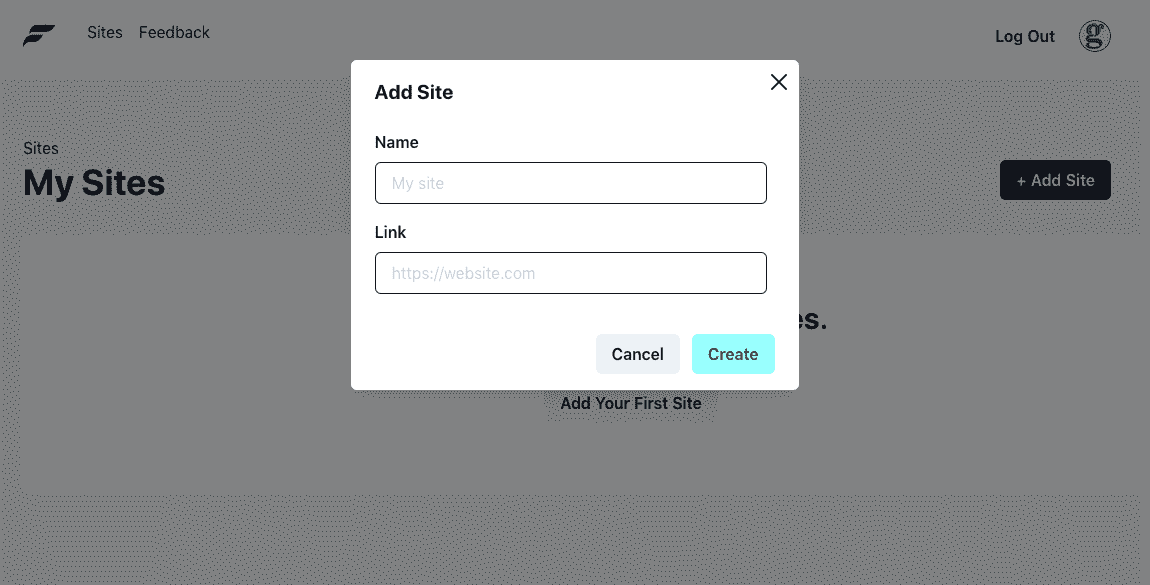 Sites Feedback
Log Out
g
Add Site
Name
My site
Link
https://website.com
Cancel Create
Sites
My Sites
+ Add Site
es.
Add Your First Site